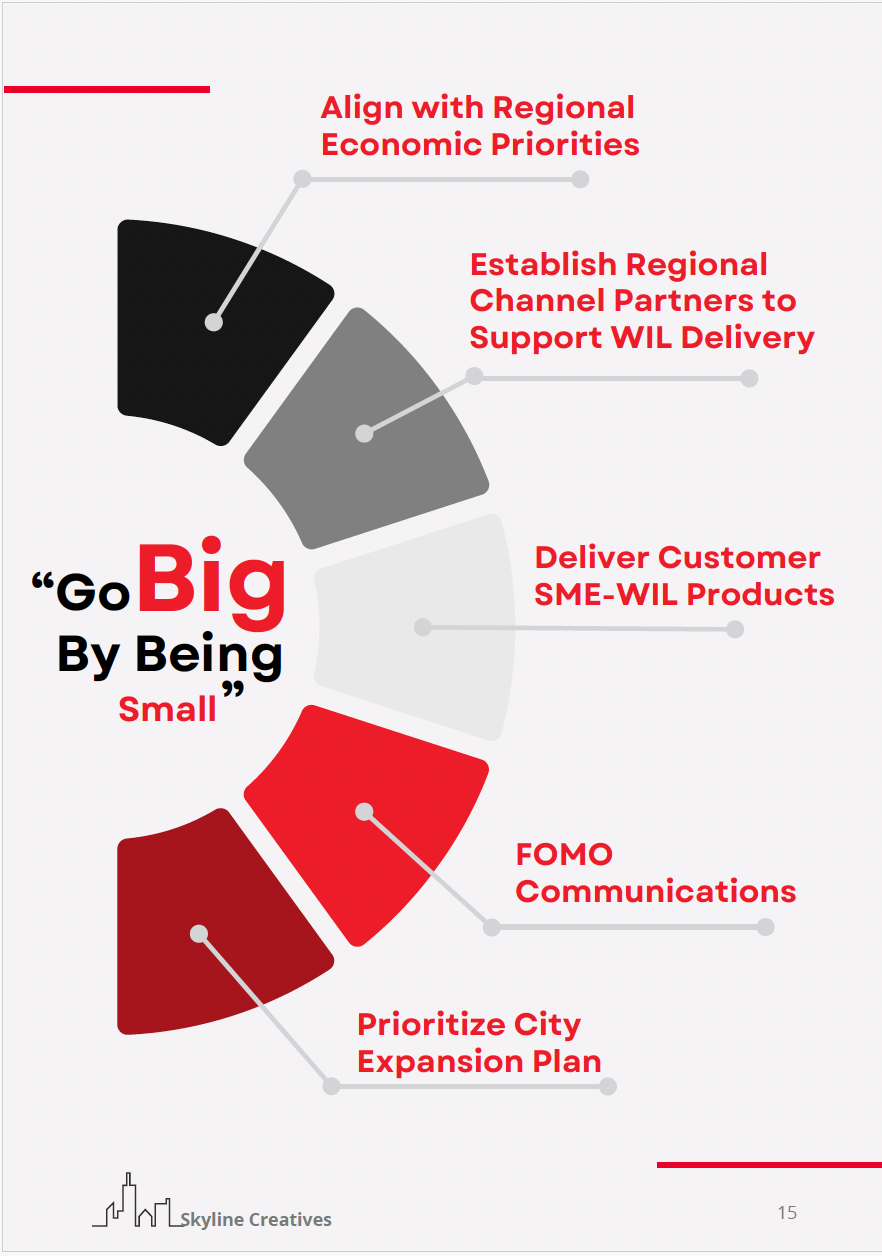 Align with Regional
Economic Priorities
Establish Regional
Channel Partners to
Support WIL Delivery
Deliver Customer
SME-WIL Products
“Go Big
By Being
Small”
FOMO
Communications
Prioritize City
Expansion Plan
Skyline Creatives
15